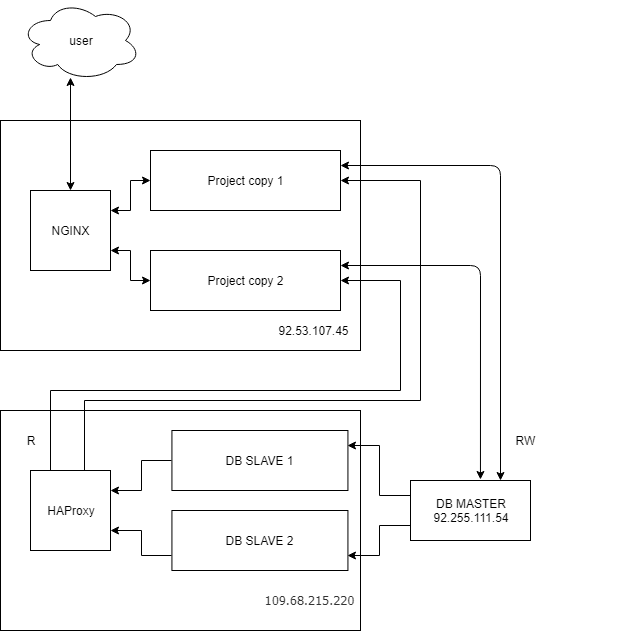 user
Project copy 1
NGINX
Project copy 2
92.53.107.45
R
RW
DB SLAVE 1
HAProxy
DB MASTER
92.255.111.54
DB SLAVE 2
109.68.215.220